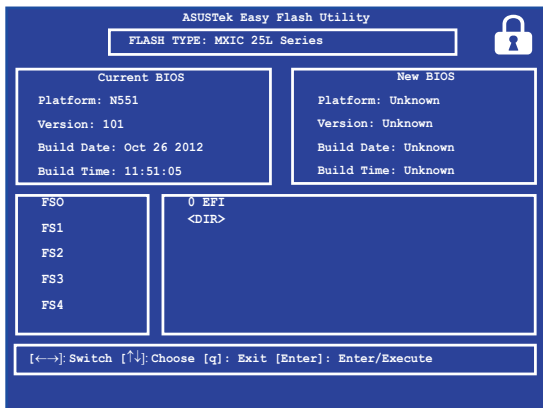 ASUSTek Easy Flash Utility
FLASH TYPE: MXIC 25L Series
Current BIOS
Platform: N551
Version: 101
Build Date: Oct 26 2012
Build Time: 11:51:05
New BIOS
Platform: Unknown
Version: Unknown
Build Date: Unknown
Build Time: Unknown
FSO
FS1
FS2
FS3
FS4
0 EFI
<DIR>
[←→]: Switch [↑↓]: Choose [q]: Exit [Enter]: Enter/Execute